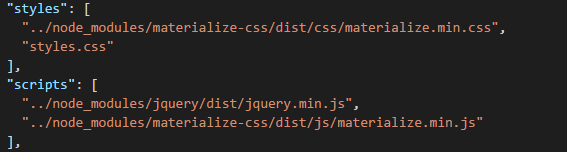 "styles": [
"../node_modules/materialize-css/dist/css/materialize.min.css",
"styles.css"
],
"scripts": [
"../node_modules/jquery/dist/jquery.min.js",
"../node_modules/materialize-css/dist/js/materialize.min.js"
],